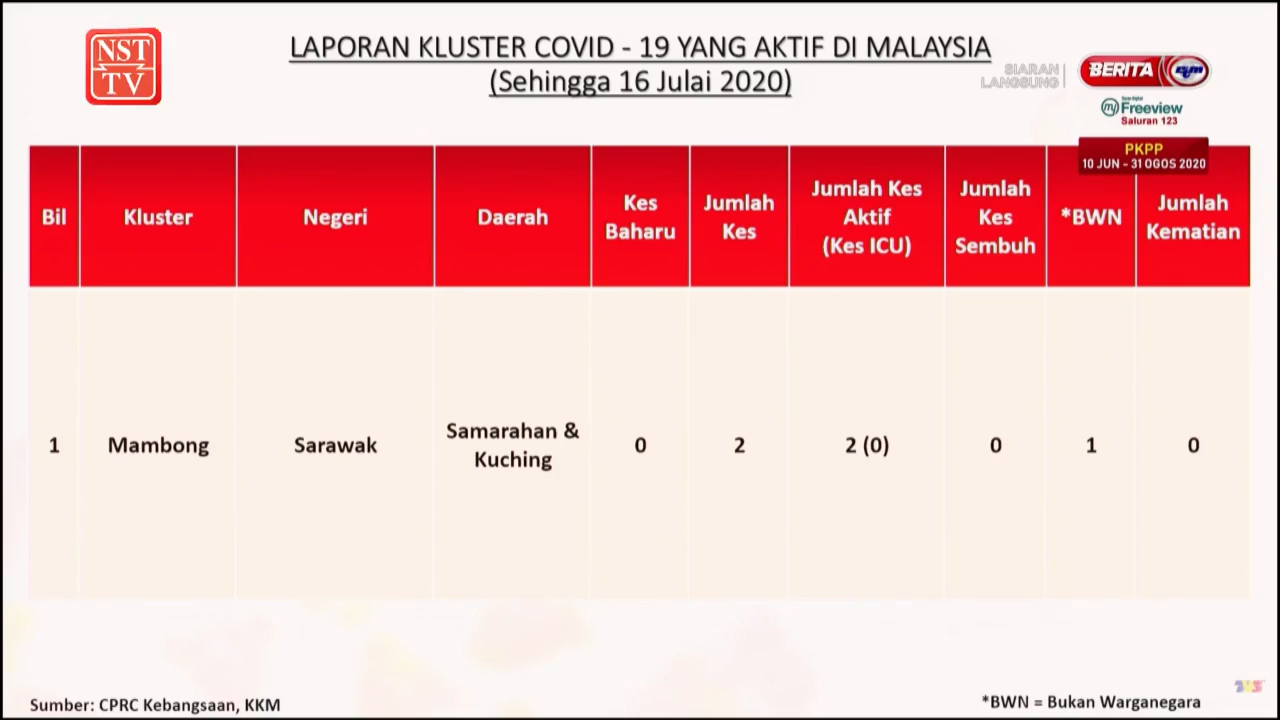 NST
TV
LAPORAN KLUSTER COVID - 19 YANG AKTIF DI MALAYSIA
(Sehingga 16 Julai 2020)
SIARAN
LANGSUNG
BERITA
my Freeview
Saluran 123
PKPP
10 JUN - 31 OGOS 2020
Bil
Kluster
Negeri
Daerah
Kes
Baharu
Jumlah
Kes
Jumlah Kes
Aktif
(Kes ICU)
Jumlah
Kes
Sembuh
*BWN
Jumlah
Kematian
1
Mambong
Sarawak
Samarahan &
Kuching
0
2
2 (0)
0
1
0
Sumber: CPRC Kebangsaan, KKM
*BWN = Bukan Warganegara